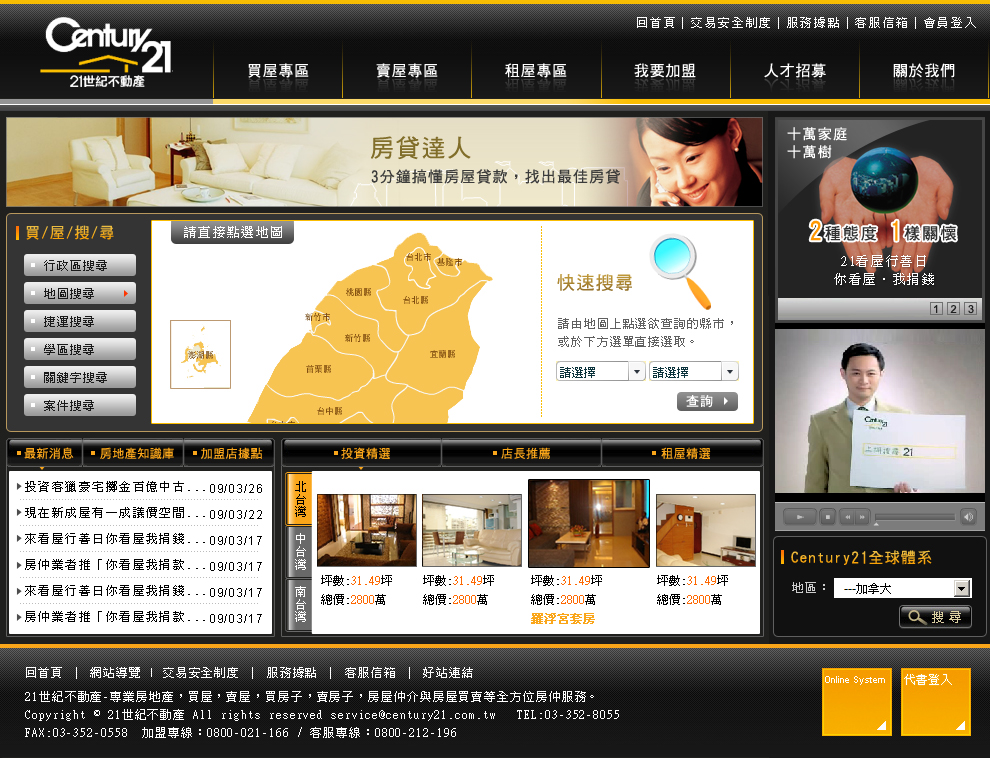 回首頁 | 交易安全制度 | 服務據點 | 客服信箱 | 會員登入
Century 21
21世紀不動產
買屋專區 賣屋專區 租屋專區 我要加盟 人才招募 關於我們
房貸達人
3分鐘搞懂房屋貸款，找出最佳房貸
十萬家庭
十萬樹
2種態度 1樣關懷
21看屋行善日
你看屋・我捐錢
1 2 3
買/屋/搜/尋
行政區搜尋
地圖搜尋
捷運搜尋
學區搜尋
關鍵字搜尋
案件搜尋
請直接點選地圖
台北市
基隆市
桃園縣
台北縣
新竹市
新竹縣
宜蘭縣
苗栗縣
台中縣
澎湖縣
快速搜尋
請由地圖上點選欲查詢的縣市，
或於下方選單直接選取。
請選擇 請選擇
查詢
Century 21
21
最新消息 房地產知識庫 加盟店據點
投資客獵豪宅擲金百億中古...09/03/26
現在新成屋有一成讓價空間...09/03/22
來看屋行善日你看屋我捐錢...09/03/17
房仲業者推「你看屋我捐款...09/03/17
來看屋行善日你看屋我捐錢...09/03/17
房仲業者推「你看屋我捐款...09/03/17
投資精選 店長推薦 租屋精選
北台灣
中台灣
南台灣
坪數:31.49坪 坪數:31.49坪 坪數:31.49坪 坪數:31.49坪
總價:2800萬 總價:2800萬 總價:2800萬 總價:2800萬
羅浮宮套房
Century21全球體系
地區： ---加拿大
搜尋
回首頁 | 網站導覽 | 交易安全制度 | 服務據點 | 客服信箱 | 好站連結
21世紀不動產-專業房地產，買屋，賣屋，買房子，賣房子，房屋仲介與房屋買賣等全方位房仲服務。
Copyright © 21世紀不動產 All rights reserved service@century21.com.tw TEL:03-352-8055
FAX:03-352-0558 加盟專線：0800-021-166 / 客服專線：0800-212-196
Online System
代書登入